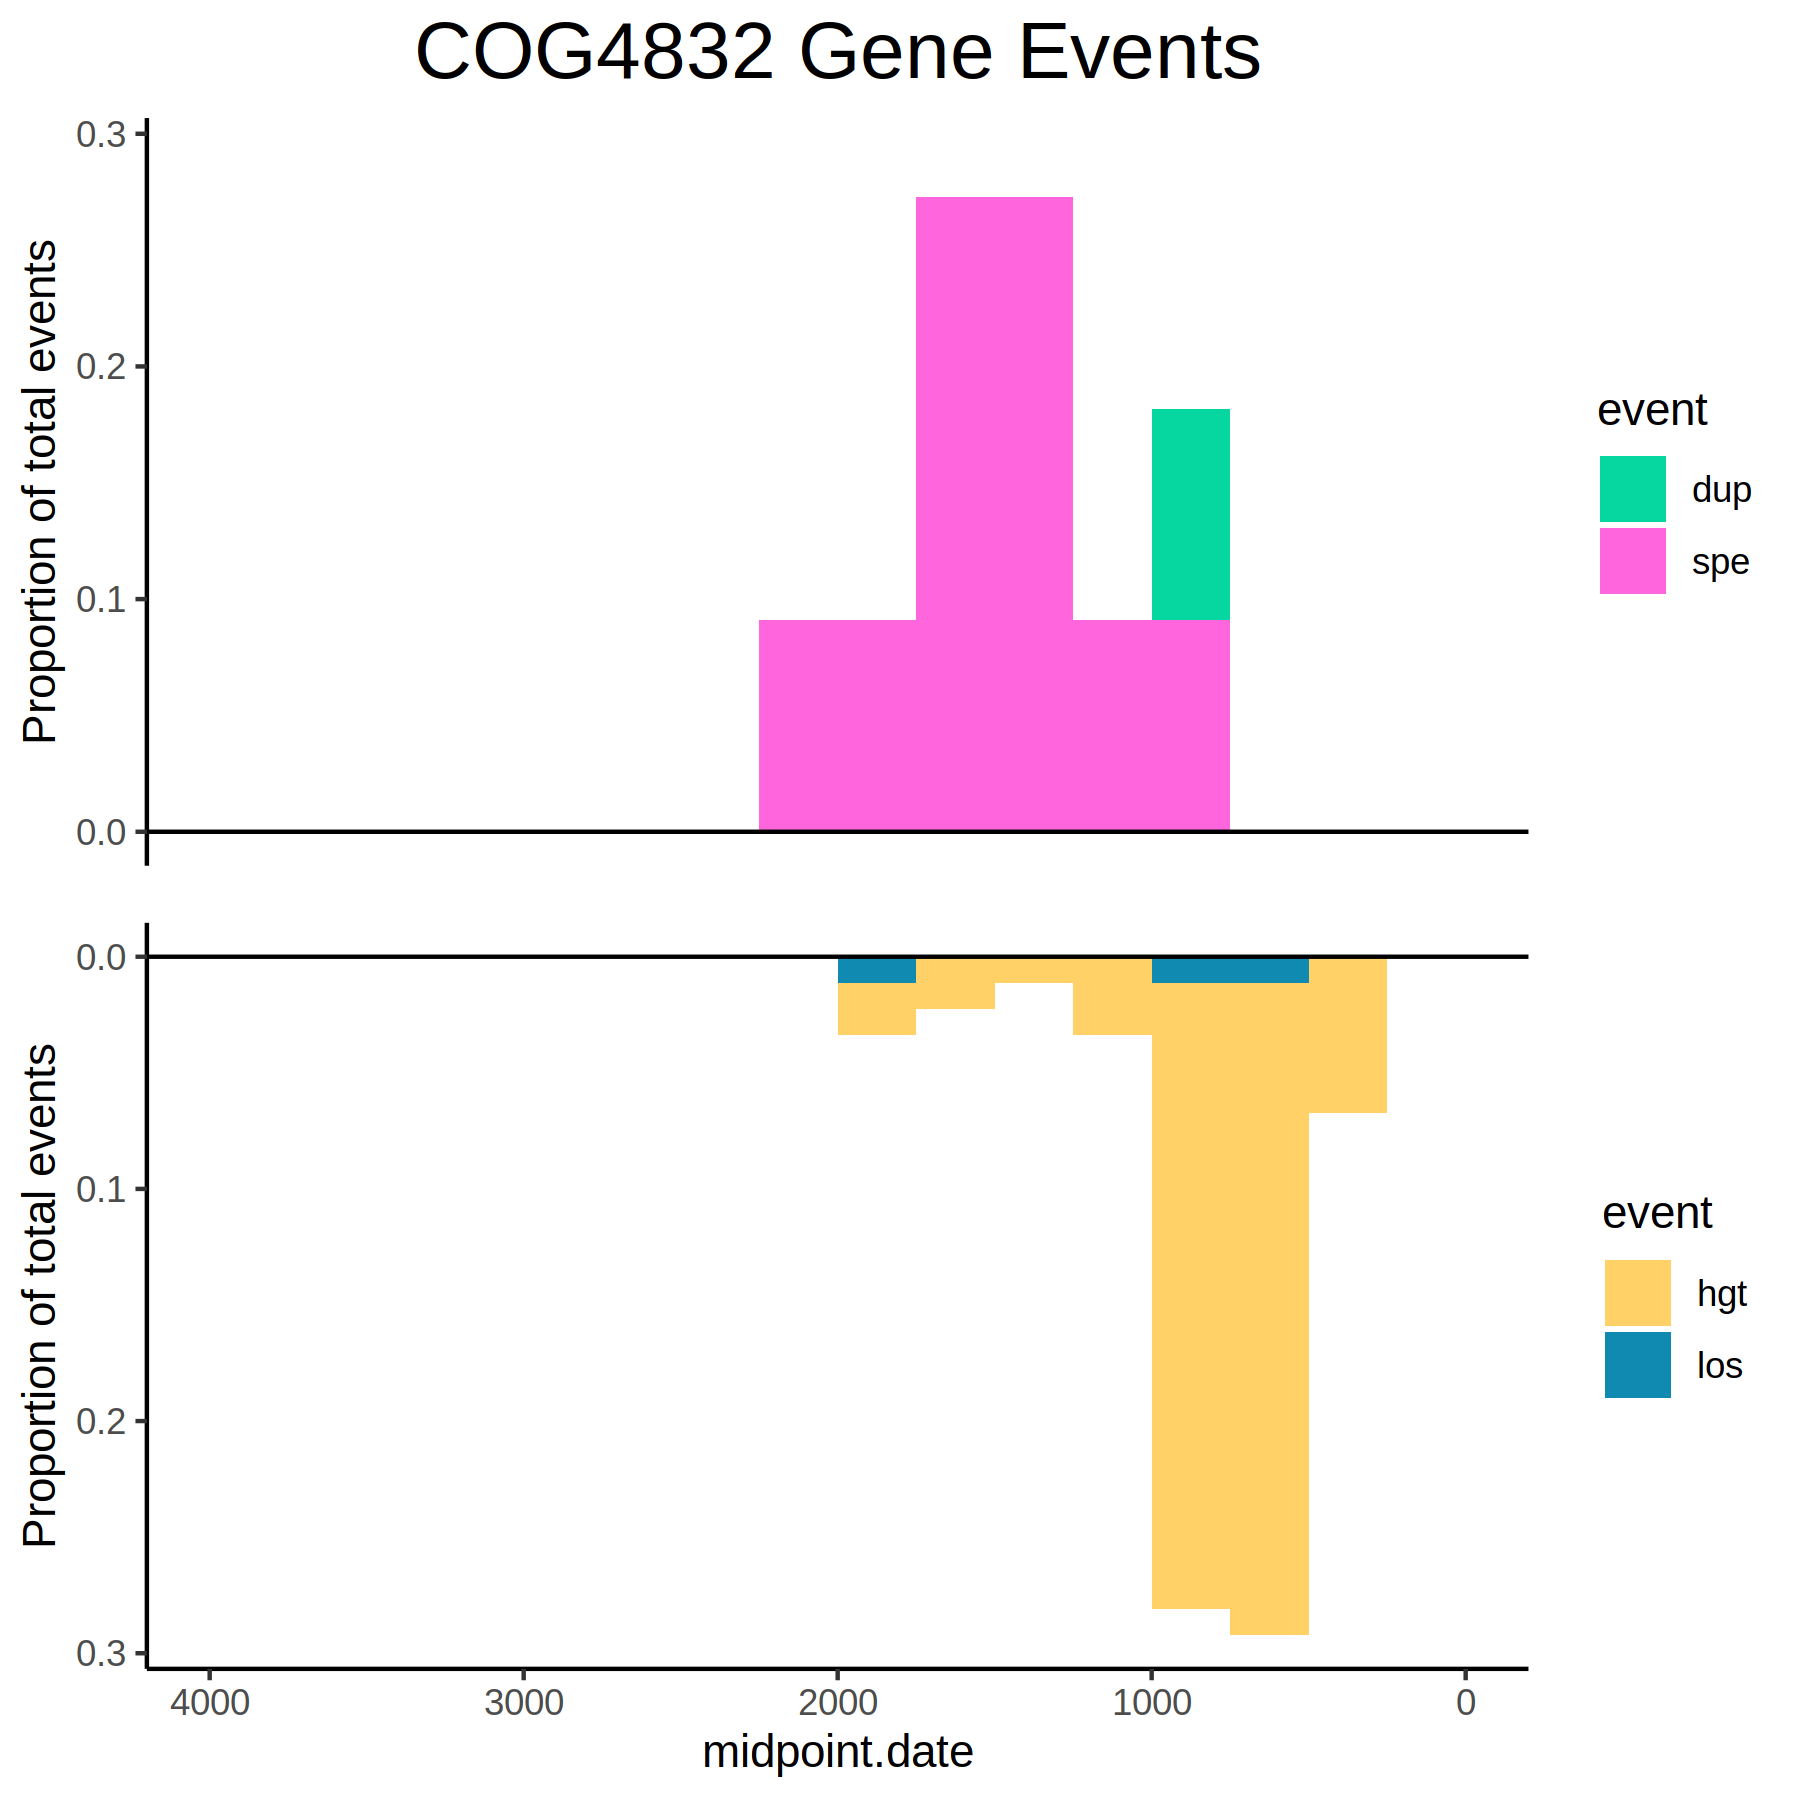 COG4832 Gene Events
Proportion of total events
0.3
0.2
0.1
0.0
event
dup
spe
Proportion of total events
0.0
0.1
0.2
0.3
event
hgt
los
4000 3000 2000 1000 0
midpoint.date